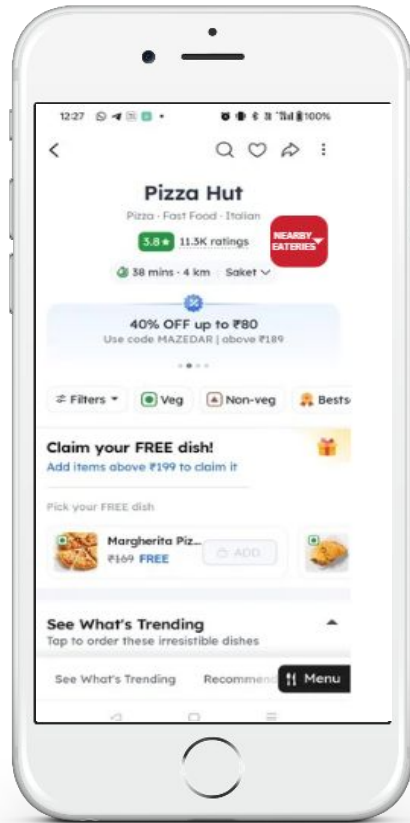 12:27
100%
Pizza Hut
Pizza · Fast Food · Italian
3.8★ 11.3K ratings
NEARBY
EATERIES
38 mins · 4 km Saket
40% OFF up to ₹80
Use code MAZEDAR | above ₹189
Filters Veg Non-veg Bests
Claim your FREE dish!
Add items above ₹199 to claim it
Pick your FREE dish
Margherita Piz...
₹169 FREE
ADD
See What's Trending
Tap to order these irresistible dishes
See What's Trending Recommen
Menu